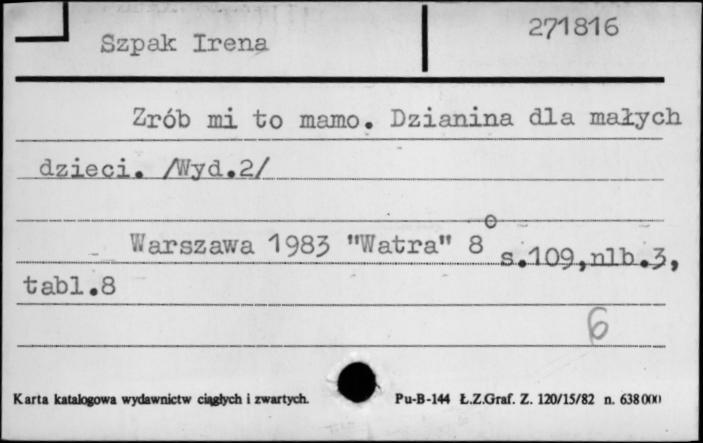 Szpak Irena 271816
Zrób mi to mamo. Dzianina dla małych
dzieci. /Wyd.2/
Warszawa 1983 "Watra" 8° s.109,nlb.3,
tabl.8
6
Karta katalogowa wydawnictw ciągłych i zwartych. Pu-B-144 Ł.Z.Graf. Z. 120/15/82 n. 638000